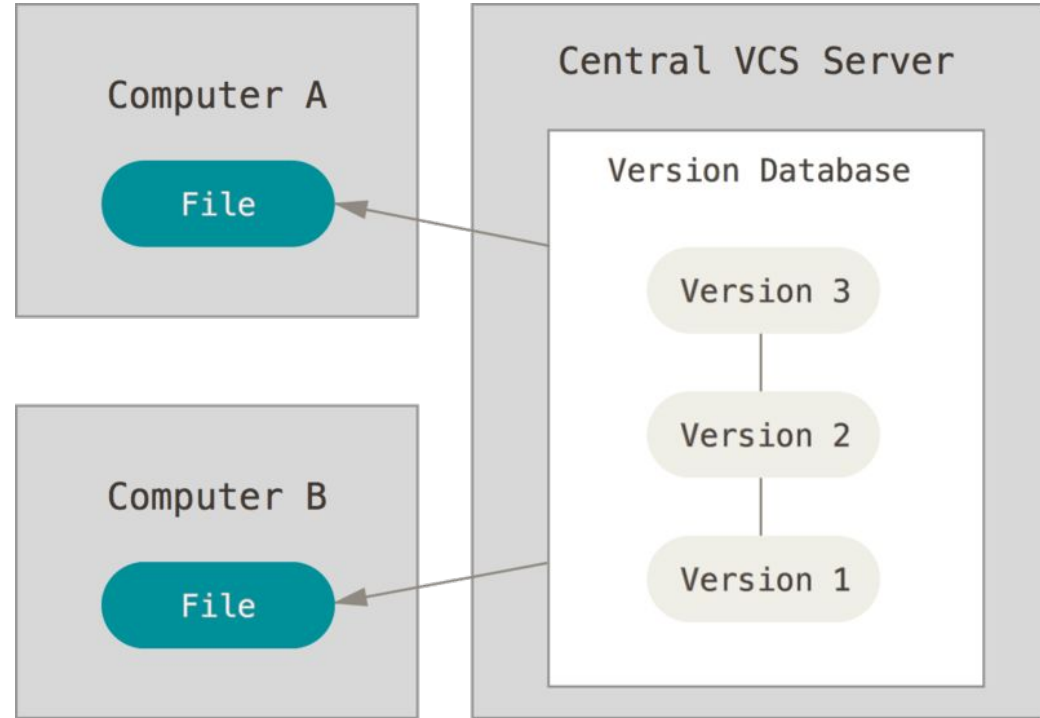 Computer A
File
Computer B
File
Central VCS Server
Version Database
Version 3
Version 2
Version 1